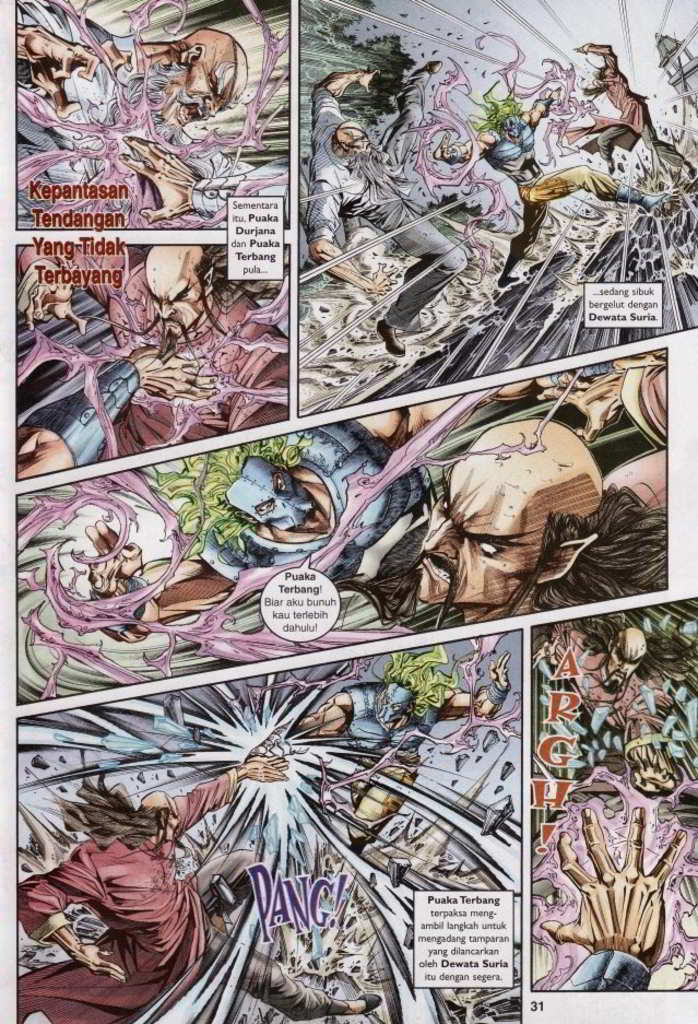 Kepantasan
Tendangan
Yang Tidak
Terbayang
Sementara
itu, Puaka
Durjana
dan Puaka
Terbang
pula...
...sedang sibuk
bergelut dengan
Dewata Suria.
Puaka
Terbang!
Biar aku bunuh
kau terlebih
dahulu!
PANG!
Puaka Terbang
terpaksa meng-
ambil langkah untuk
mengadang tamparan
yang dilancarkan
oleh Dewata Suria
itu dengan segera.
ARGH!
31